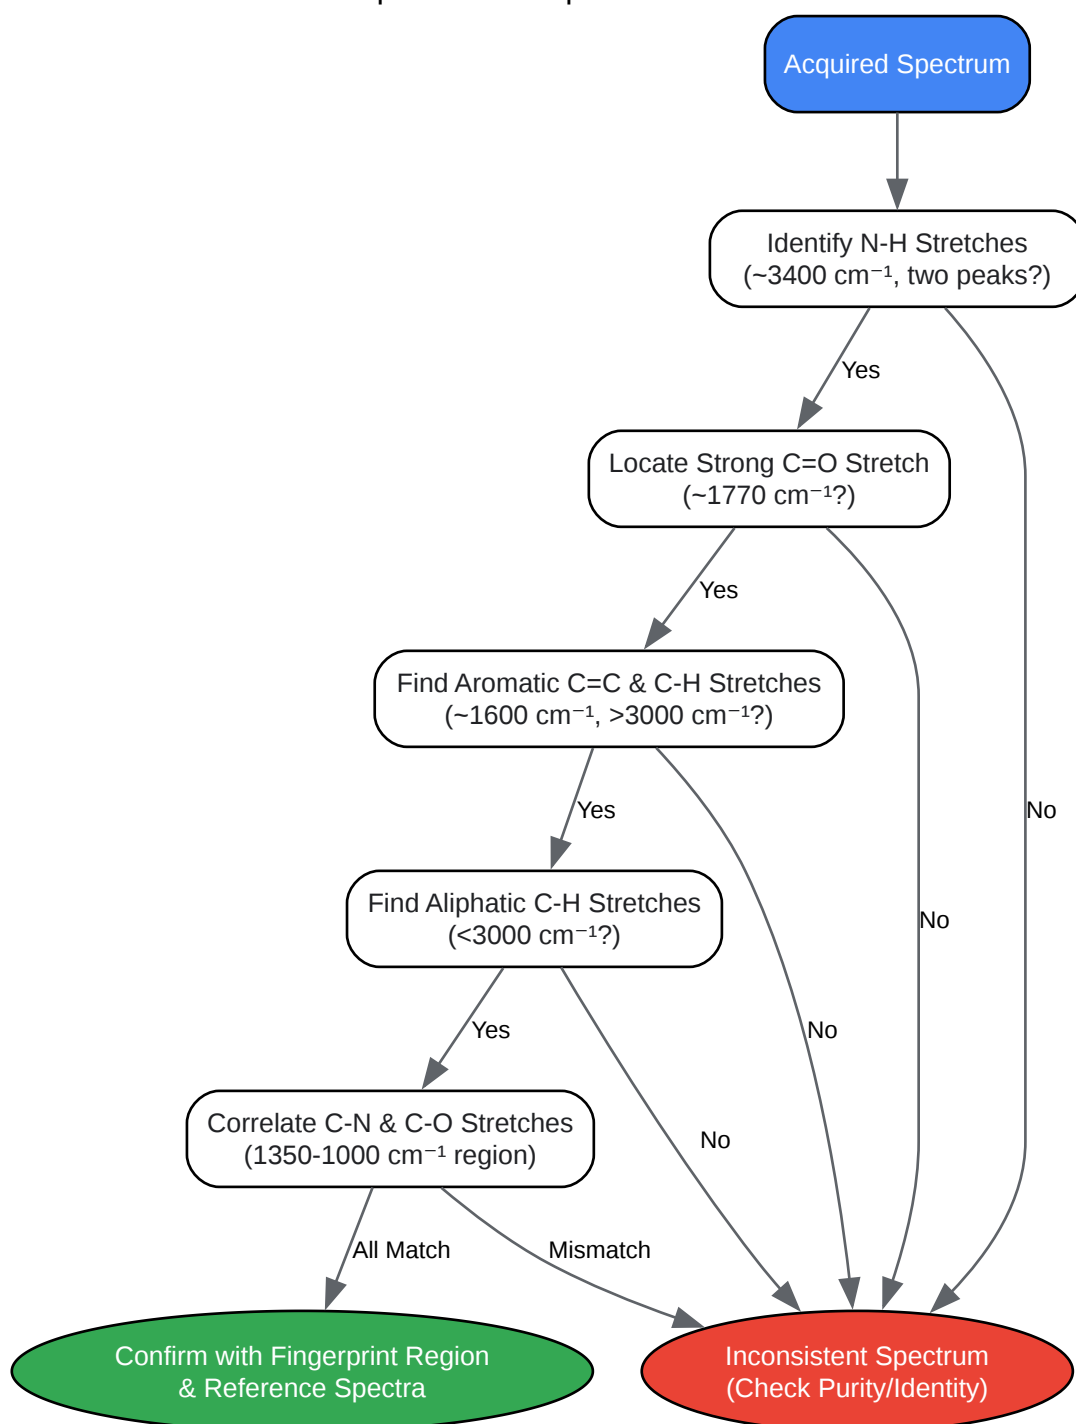 Acquired Spectrum
Identify N-H Stretches
(~3400 cm⁻¹, two peaks?)
Yes
Locate Strong C=O Stretch
(~1770 cm⁻¹?)
Yes
Find Aromatic C=C & C-H Stretches
(~1600 cm⁻¹, >3000 cm⁻¹?)
Yes
No
Find Aliphatic C-H Stretches
(<3000 cm⁻¹?)
No
Yes
No
Correlate C-N & C-O Stretches
(1350-1000 cm⁻¹ region)
No
All Match
Mismatch
Confirm with Fingerprint Region
& Reference Spectra
Inconsistent Spectrum
(Check Purity/Identity)